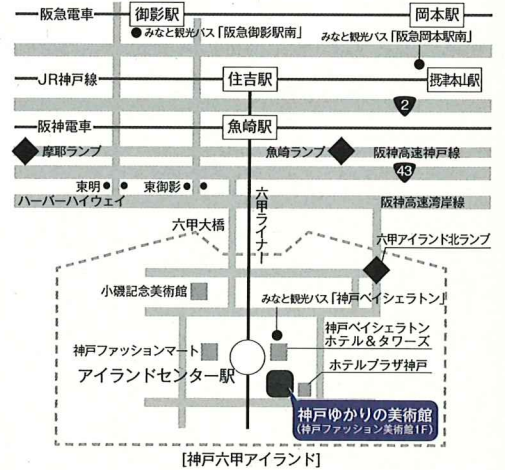 阪急電車
御影駅
岡本駅
みなと観光バス「阪急御影駅南」
みなと観光バス「阪急岡本駅南」
JR神戸線
住吉駅
摂津本山駅
2
阪神電車
魚崎駅
摩耶ランプ
魚崎ランプ
阪神高速神戸線
43
東明
東御影
ハーバーハイウェイ
阪神高速湾岸線
六甲大橋
六甲ライナー
六甲アイランド北ランプ
小磯記念美術館
みなと観光バス「神戸ベイシェラトン」
神戸ベイシェラトン
ホテル&タワーズ
神戸ファッションマート
アイランドセンター駅
ホテルプラザ神戸
神戸ゆかりの美術館
(神戸ファッション美術館1F)
[神戸六甲アイランド]